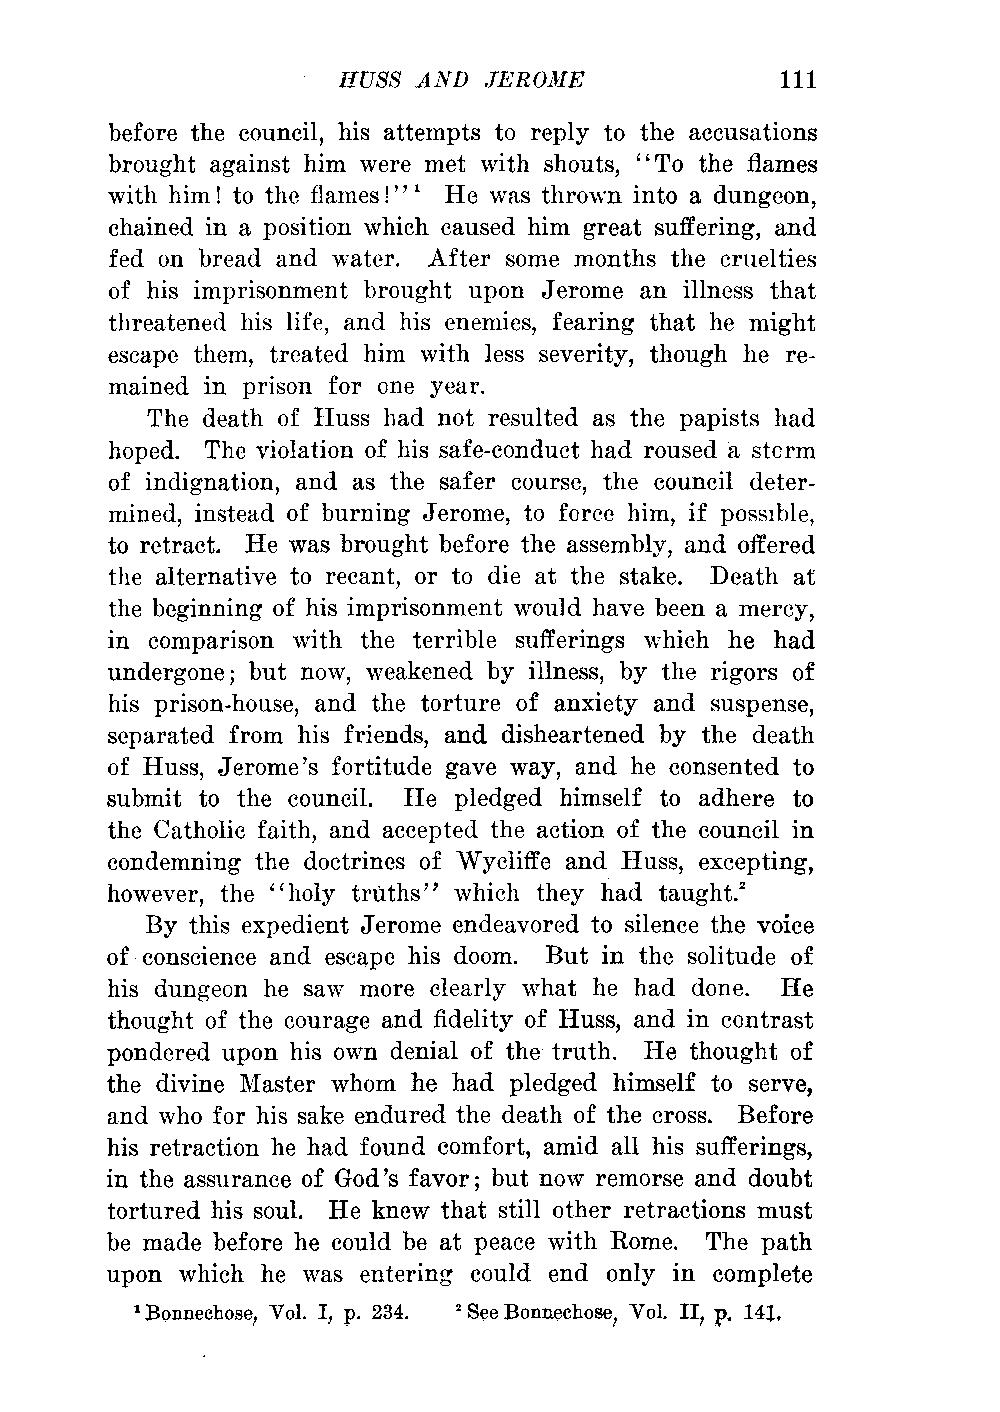 HUSS AND JEROME 111
before the council, his attempts to reply to the accusations
brought against him were met with shouts, “To the flames
with him! to the flames!”¹ He was thrown into a dungeon,
chained in a position which caused him great suffering, and
fed on bread and water. After some months the cruelties
of his imprisonment brought upon Jerome an illness that
threatened his life, and his enemies, fearing that he might
escape them, treated him with less severity, though he re-
mained in prison for one year.
The death of Huss had not resulted as the papists had
hoped. The violation of his safe-conduct had roused a storm
of indignation, and as the safer course, the council deter-
mined, instead of burning Jerome, to force him, if possible,
to retract. He was brought before the assembly, and offered
the alternative to recant, or to die at the stake. Death at
the beginning of his imprisonment would have been a mercy,
in comparison with the terrible sufferings which he had
undergone; but now, weakened by illness, by the rigors of
his prison-house, and the torture of anxiety and suspense,
separated from his friends, and disheartened by the death
of Huss, Jerome’s fortitude gave way, and he consented to
submit to the council. He pledged himself to adhere to
the Catholic faith, and accepted the action of the council in
condemning the doctrines of Wycliffe and Huss, excepting,
however, the “holy truths” which they had taught.²
By this expedient Jerome endeavored to silence the voice
of conscience and escape his doom. But in the solitude of
his dungeon he saw more clearly what he had done. He
thought of the courage and fidelity of Huss, and in contrast
pondered upon his own denial of the truth. He thought of
the divine Master whom he had pledged himself to serve,
and who for his sake endured the death of the cross. Before
his retraction he had found comfort, amid all his sufferings,
in the assurance of God’s favor; but now remorse and doubt
tortured his soul. He knew that still other retractions must
be made before he could be at peace with Rome. The path
upon which he was entering could end only in complete
¹ Bonnechose, Vol. I, p. 234. ² See Bonnechose, Vol. II, p. 141.